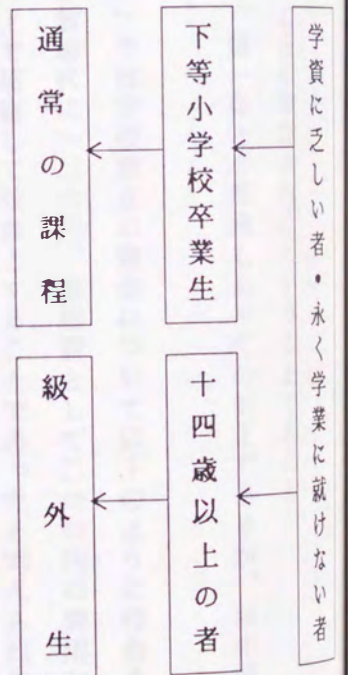 学資に乏しい者・永く学業に就けない者
下等小学校卒業生
十四歳以上の者
通常の課程
級外生